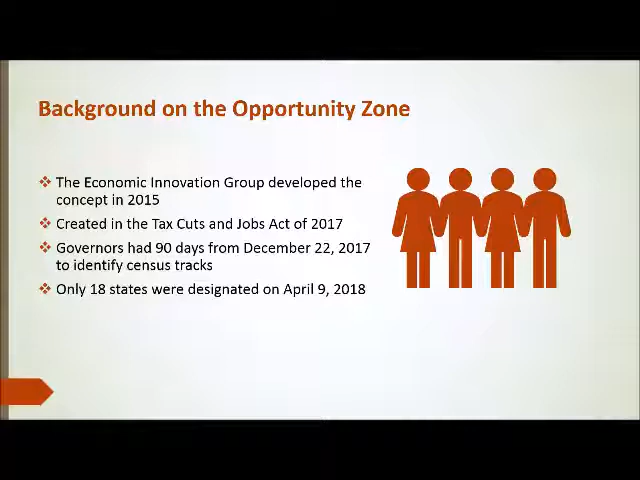 Background on the Opportunity Zone
The Economic Innovation Group developed the
concept in 2015
Created in the Tax Cuts and Jobs Act of 2017
Governors had 90 days from December 22, 2017
to identify census tracks
Only 18 states were designated on April 9, 2018